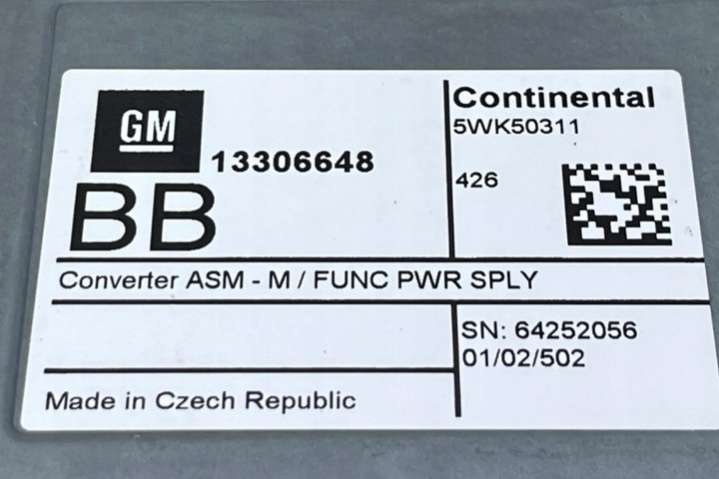 GM
13306648
BB
Continental
5WK50311
426
Converter ASM - M / FUNC PWR SPLY
SN: 64252056
01/02/502
Made in Czech Republic